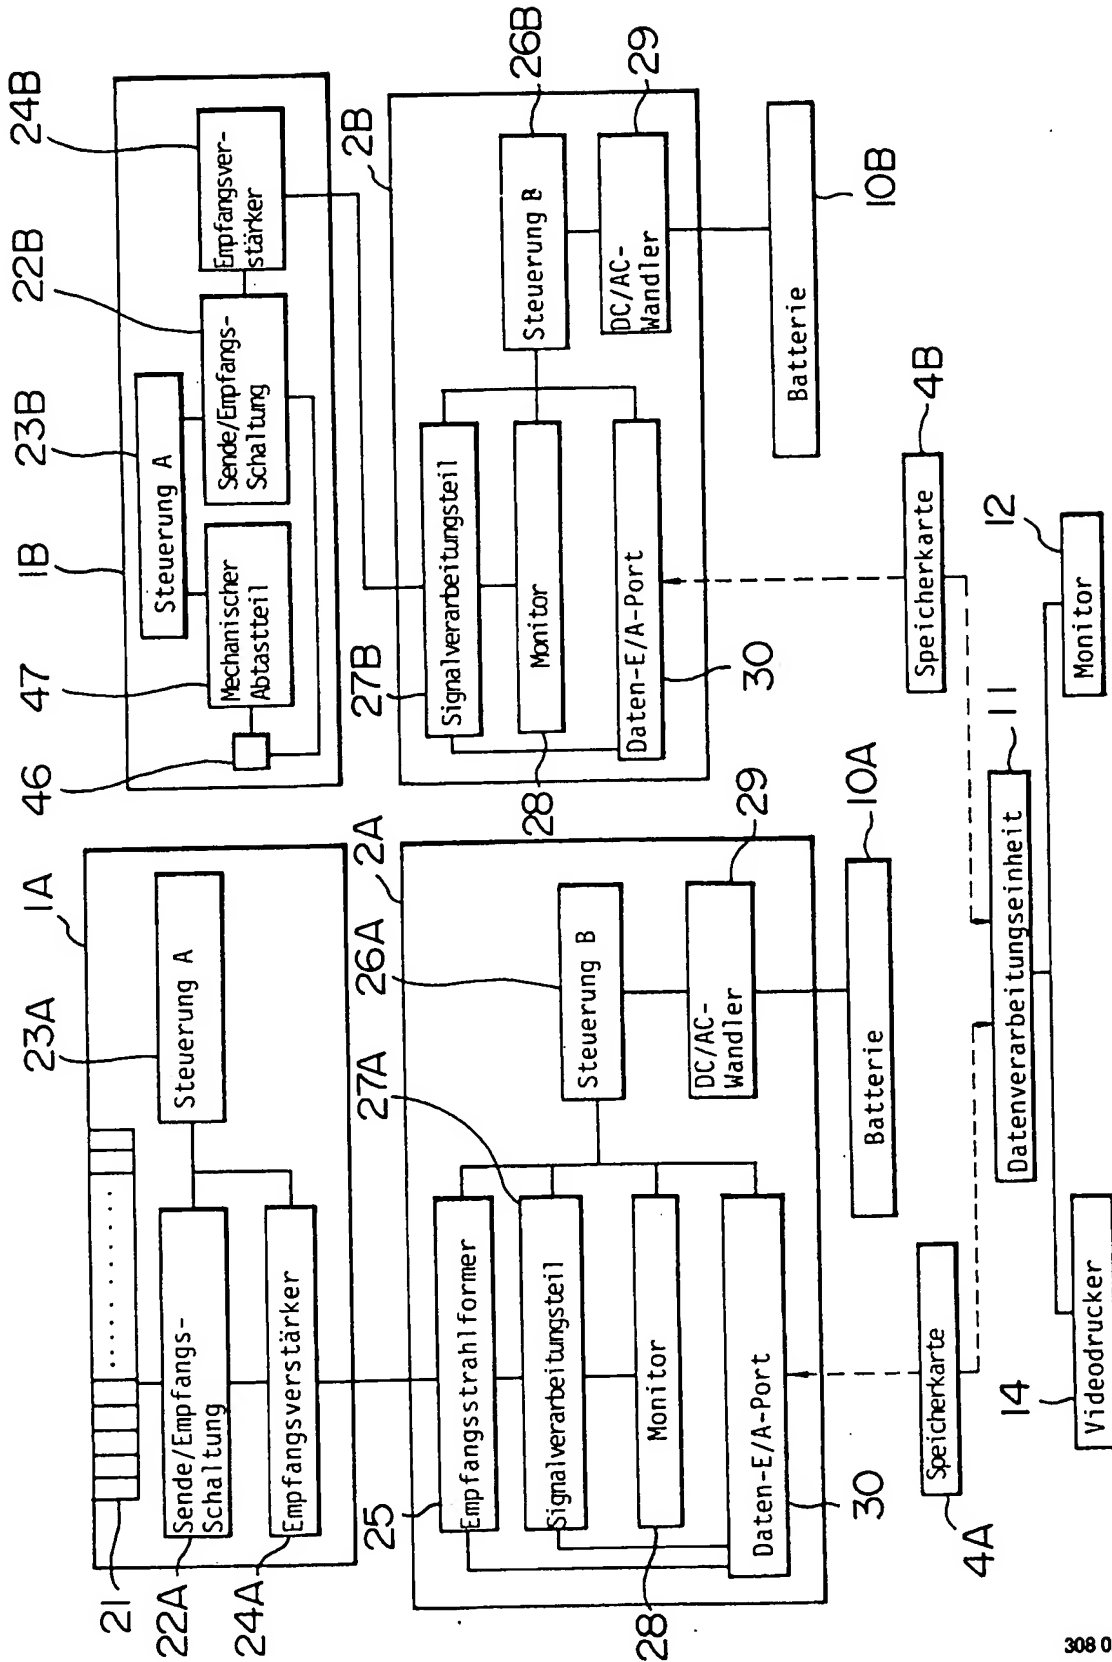 1A
23A
Steuerung A
21
22A
Sende/Empfangs-
Schaltung
24A
Empfangsverstärker
1B
23B
Steuerung A
22B
Sende/Empfangs-
Schaltung
24B
Empfangsver-
stärker
47
Mechanischer
Abtastteil
46
2A
26A
Steuerung B
27A
25
Empfangsstrahlformer
Signalverarbeitungsteil
28
Monitor
30
Daten-E/A-Port
29
DC/AC-
Wandler
10A
Batterie
2B
26B
Steuerung B
27B
Signalverarbeitungsteil
28
Monitor
30
Daten-E/A-Port
29
DC/AC-
Wandler
10B
Batterie
4A
Speicherkarte
4B
Speicherkarte
11
Datenverarbeitungseinheit
12
Monitor
14
Videodrucker